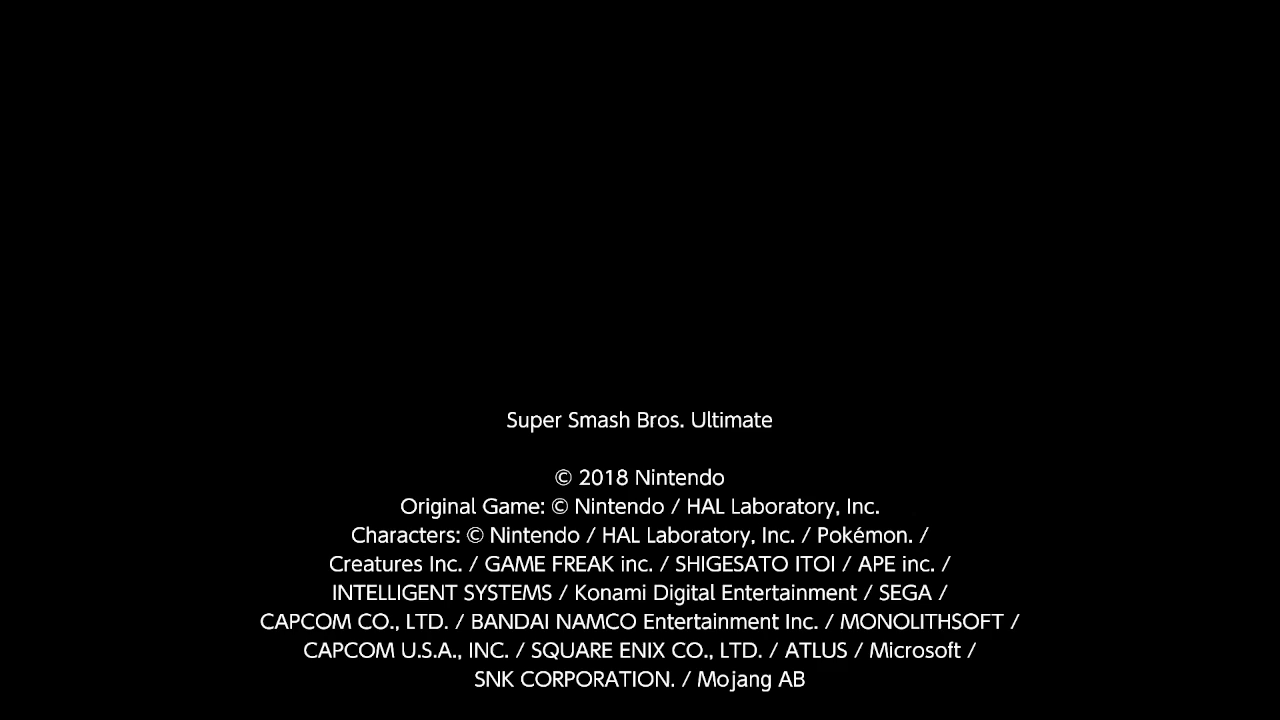 Super Smash Bros. Ultimate
© 2018 Nintendo
Original Game: © Nintendo / HAL Laboratory, Inc.
Characters: © Nintendo / HAL Laboratory, Inc. / Pokémon. /
Creatures Inc. / GAME FREAK inc. / SHIGESATO ITOI / APE inc. /
INTELLIGENT SYSTEMS / Konami Digital Entertainment / SEGA /
CAPCOM CO., LTD. / BANDAI NAMCO Entertainment Inc. / MONOLITHSOFT /
CAPCOM U.S.A., INC. / SQUARE ENIX CO., LTD. / ATLUS / Microsoft /
SNK CORPORATION. / Mojang AB